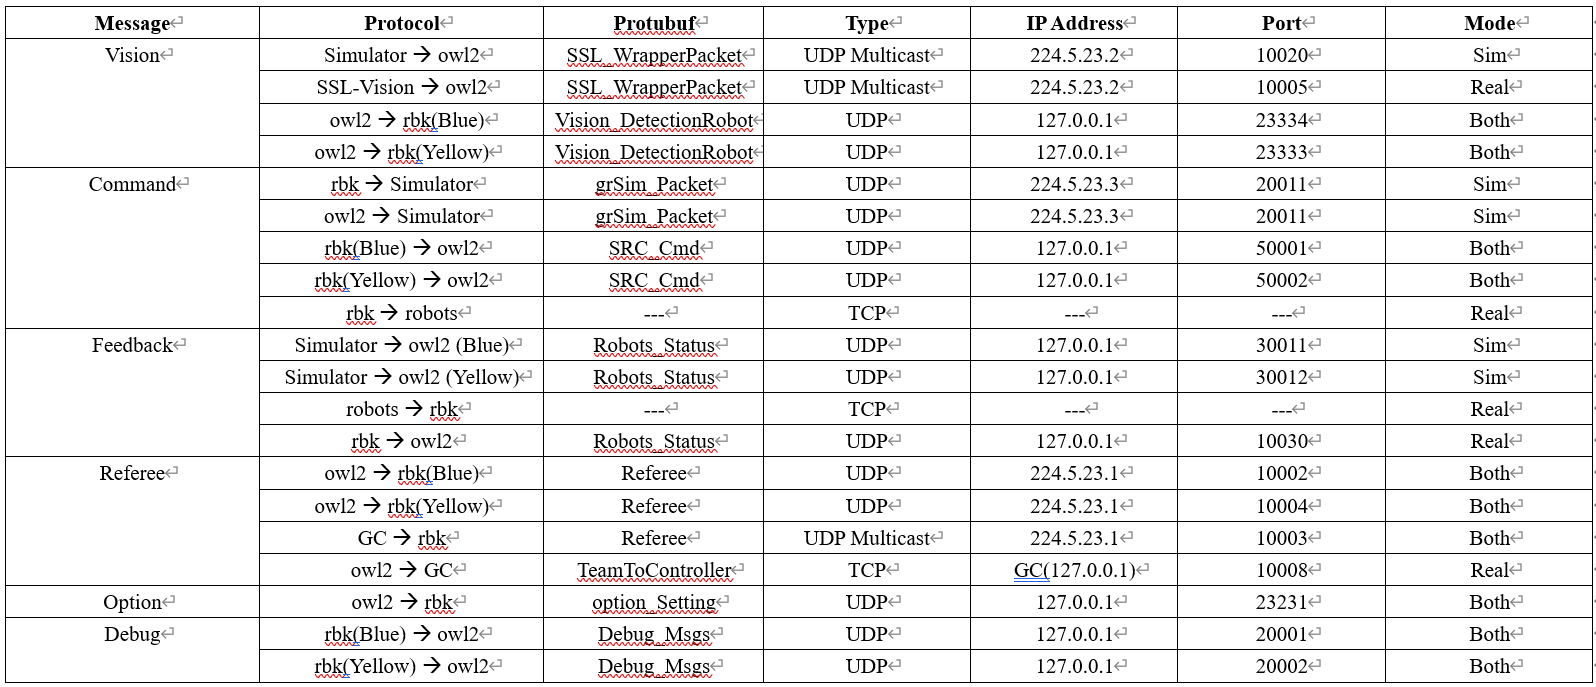 Message Protocol Protubuf Type IP Address Port Mode
Vision Simulator → owl2 SSL_WrapperPacket UDP Multicast 224.5.23.2 10020 Sim
SSL-Vision → owl2 SSL_WrapperPacket UDP Multicast 224.5.23.2 10005 Real
owl2 → rbk(Blue) Vision_DetectionRobot UDP 127.0.0.1 23334 Both
owl2 → rbk(Yellow) Vision_DetectionRobot UDP 127.0.0.1 23333 Both
Command rbk → Simulator grSim_Packet UDP 224.5.23.3 20011 Sim
owl2 → Simulator grSim_Packet UDP 224.5.23.3 20011 Sim
rbk(Blue) → owl2 SRC_Cmd UDP 127.0.0.1 50001 Both
rbk(Yellow) → owl2 SRC_Cmd UDP 127.0.0.1 50002 Both
rbk → robots --- TCP --- --- Real
Feedback Simulator → owl2 (Blue) Robots_Status UDP 127.0.0.1 30011 Sim
Simulator → owl2 (Yellow) Robots_Status UDP 127.0.0.1 30012 Sim
robots → rbk --- TCP --- --- Real
rbk → owl2 Robots_Status UDP 127.0.0.1 10030 Real
Referee owl2 → rbk(Blue) Referee UDP 224.5.23.1 10002 Both
owl2 → rbk(Yellow) Referee UDP 224.5.23.1 10004 Both
GC → rbk Referee UDP Multicast 224.5.23.1 10003 Both
owl2 → GC TeamToController TCP GC(127.0.0.1) 10008 Real
Option owl2 → rbk option_Setting UDP 127.0.0.1 23231 Both
Debug rbk(Blue) → owl2 Debug_Msgs UDP 127.0.0.1 20001 Both
rbk(Yellow) → owl2 Debug_Msgs UDP 127.0.0.1 20002 Both